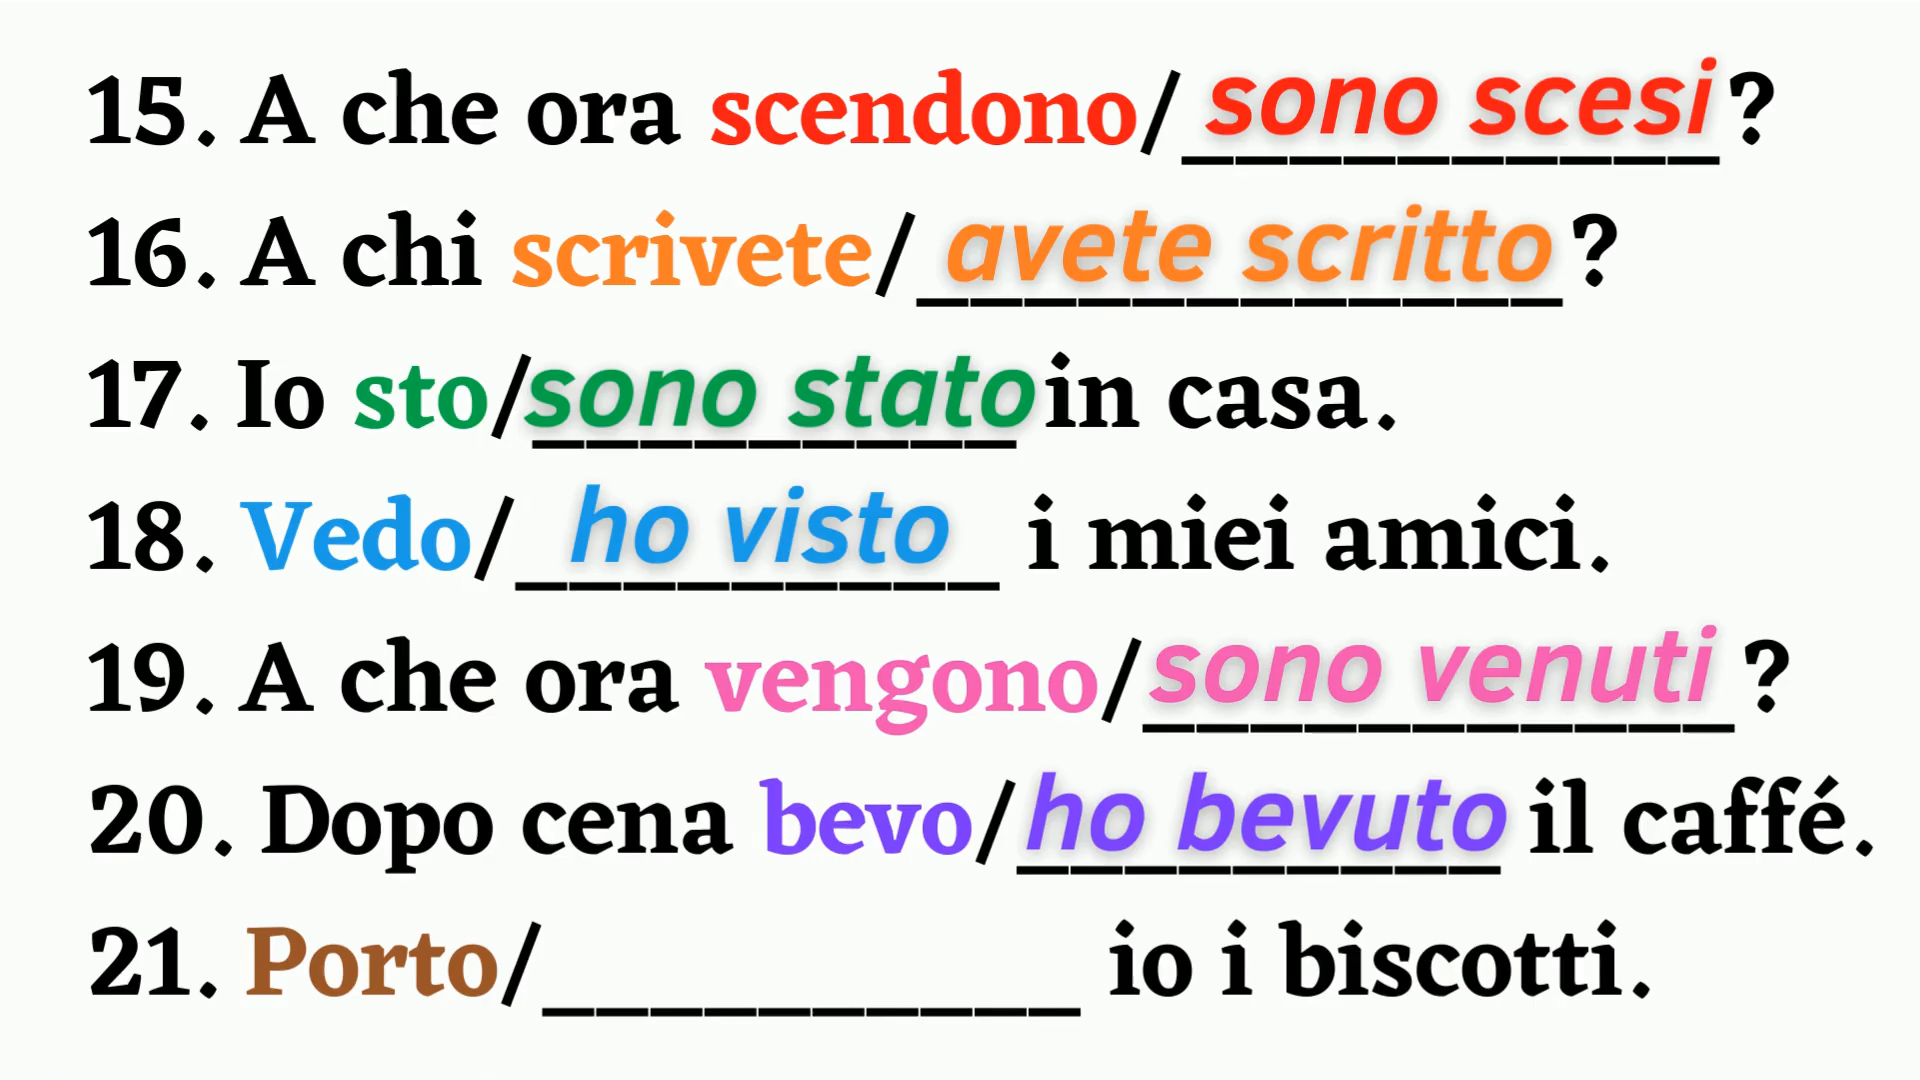 15. A che ora scendono/ sono scesi?
16. A chi scrivete/ avete scritto?
17. Io sto/sono stato in casa.
18. Vedo/ ho visto i miei amici.
19. A che ora vengono/sono venuti?
20. Dopo cena bevo/ho bevuto il caffé.
21. Porto/__________ io i biscotti.